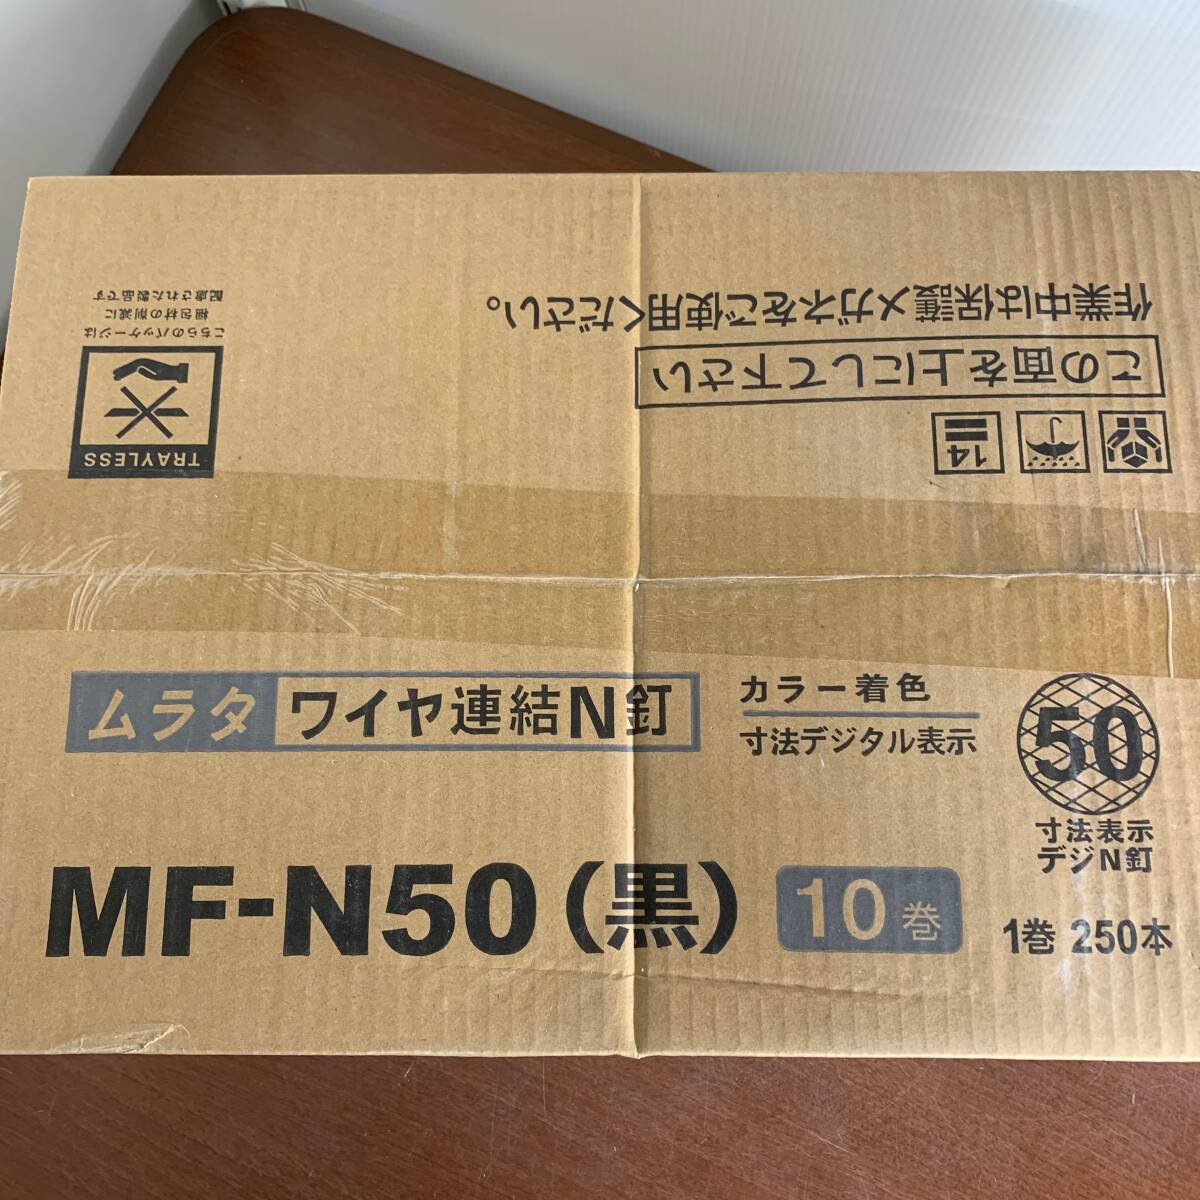 作業中は保護メガネをご使用ください。
この面を上にして下さい
14
こちらのパッケージは
梱包材の削減に
配慮された製品です
TRAYLESS
ムラタ ワイヤ連結N釘
カラー着色
寸法デジタル表示
50
寸法表示
デジN釘
MF-N50(黒) 10巻
1巻 250本